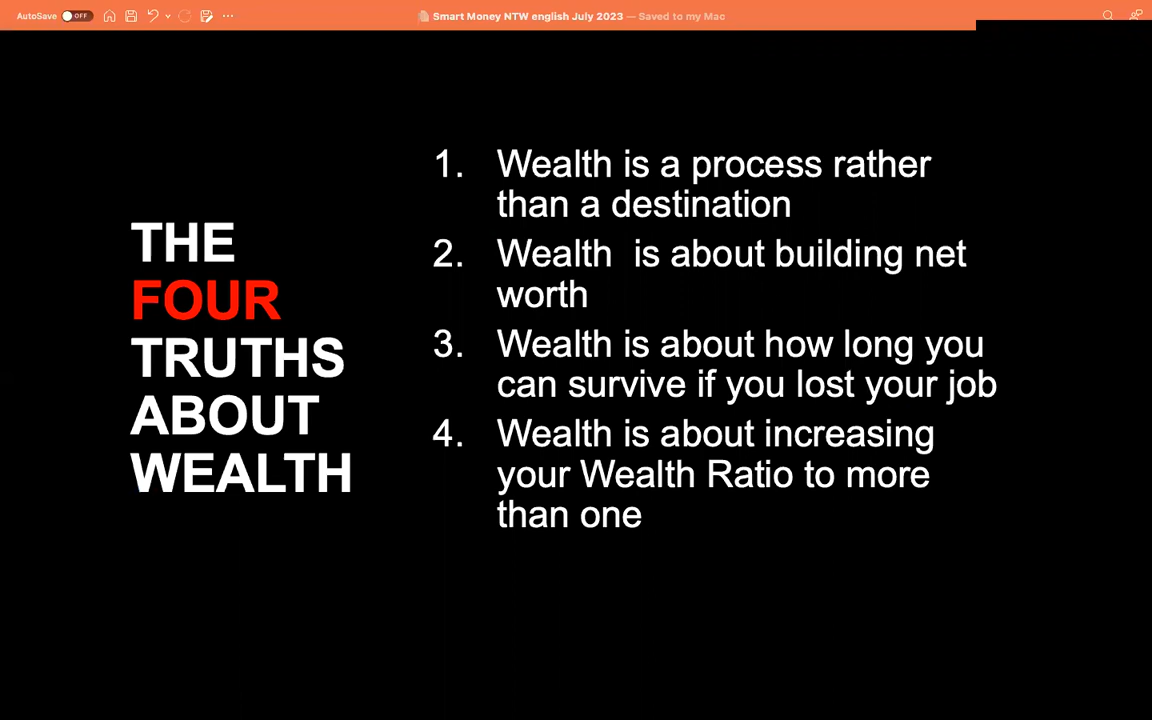 AutoSave OFF
Smart Money NTW english July 2023 — Saved to my Mac
THE
FOUR
TRUTHS
ABOUT
WEALTH
1. Wealth is a process rather
than a destination
2. Wealth  is about building net
worth
3. Wealth is about how long you
can survive if you lost your job
4. Wealth is about increasing
your Wealth Ratio to more
than one